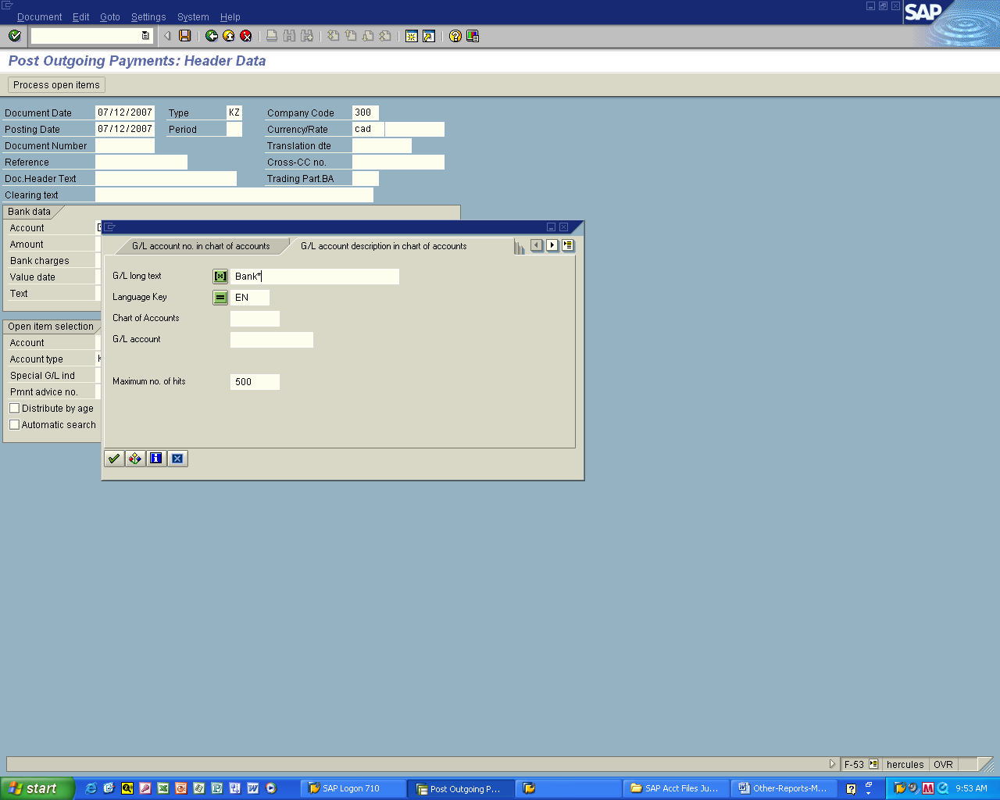 Document Edit Goto Settings System Help
SAP
Post Outgoing Payments: Header Data
Process open items
Document Date 07/12/2007 Type KZ Company Code 300
Posting Date 07/12/2007 Period Currency/Rate cad
Document Number Translation dte
Reference Cross-CC no.
Doc.Header Text Trading Part.BA
Clearing text
Bank data
Account
Amount
Bank charges
Value date
Text
G/L account no. in chart of accounts G/L account description in chart of accounts
G/L long text Bank*
Language Key EN
Chart of Accounts
G/L account
Maximum no. of hits 500
Open item selection
Account
Account type
Special G/L ind
Pmnt advice no.
Distribute by age
Automatic search
F-53 hercules OVR
start SAP Logon 710 Post Outgoing P... SAP Acct Files Ju... Other-Reports-M... 9:53 AM